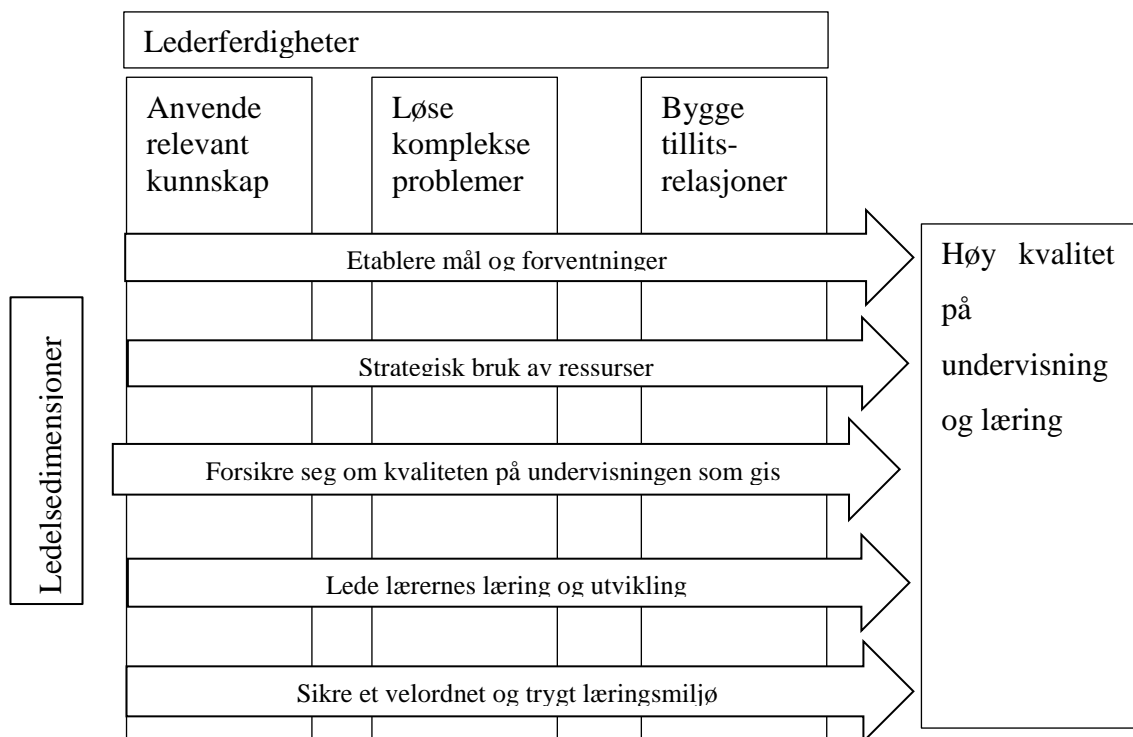 Lederferdigheter
Anvende
relevant
kunnskap
Løse
komplekse
problemer
Bygge
tillits-
relasjoner
Etablere mål og forventninger
Strategisk bruk av ressurser
Forsikre seg om kvaliteten på undervisningen som gis
Lede lærernes læring og utvikling
Sikre et velordnet og trygt læringsmiljø
Ledelsedimensjoner
Høy kvalitet
på
undervisning
og læring